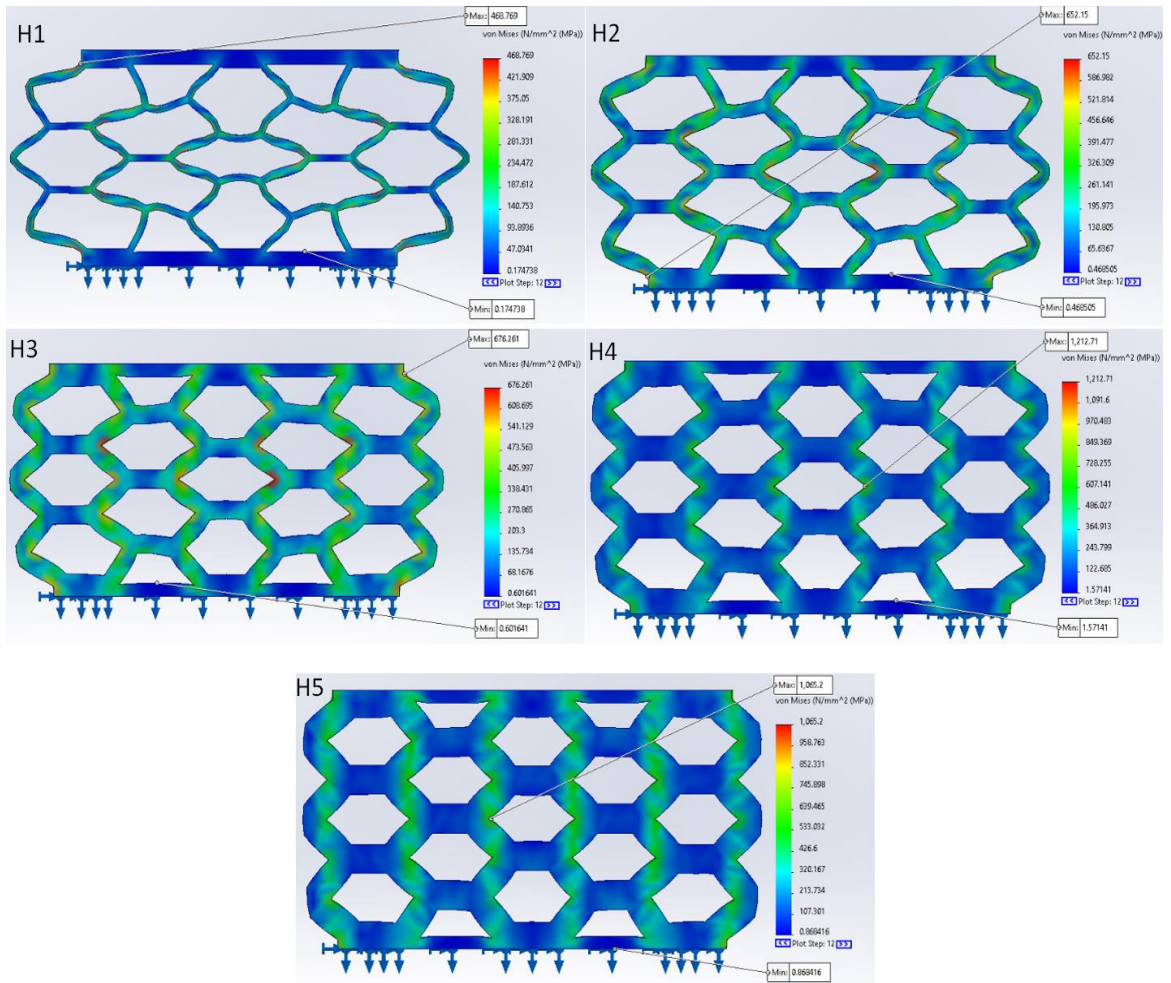 H1
Max: 468.769
von Mises (N/mm^2 (MPa))
468.769
421.909
375.05
328.191
281.331
234.472
187.612
140.753
93.8936
47.0341
0.174738
Plot Step: 12
Min: 0.174738
H2
Max: 652.15
von Mises (N/mm^2 (MPa))
652.15
586.982
521.814
456.646
391.477
326.309
261.141
195.973
130.805
65.6367
0.468505
Plot Step: 12
Min: 0.468505
H3
Max: 676.261
von Mises (N/mm^2 (MPa))
676.261
608.695
541.129
473.563
405.997
338.431
270.865
203.3
135.734
68.1676
0.601641
Plot Step: 12
Min: 0.601641
H4
Max: 1,212.71
von Mises (N/mm^2 (MPa))
1,212.71
1,091.6
970.483
849.369
728.255
607.141
486.027
364.913
243.799
122.685
1.57141
Plot Step: 12
Min: 1.57141
H5
Max: 1,065.2
von Mises (N/mm^2 (MPa))
1,065.2
958.763
852.331
745.898
639.465
533.032
426.6
320.167
213.734
107.301
0.868416
Plot Step: 12
Min: 0.868416